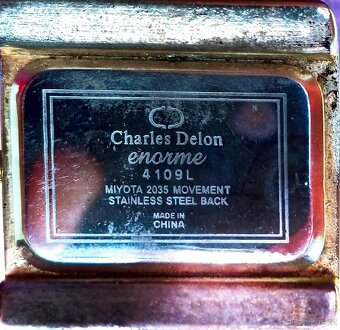 Charles Delon
enorme
4109L
MIYOTA 2035 MOVEMENT
STAINLESS STEEL BACK
MADE IN
CHINA